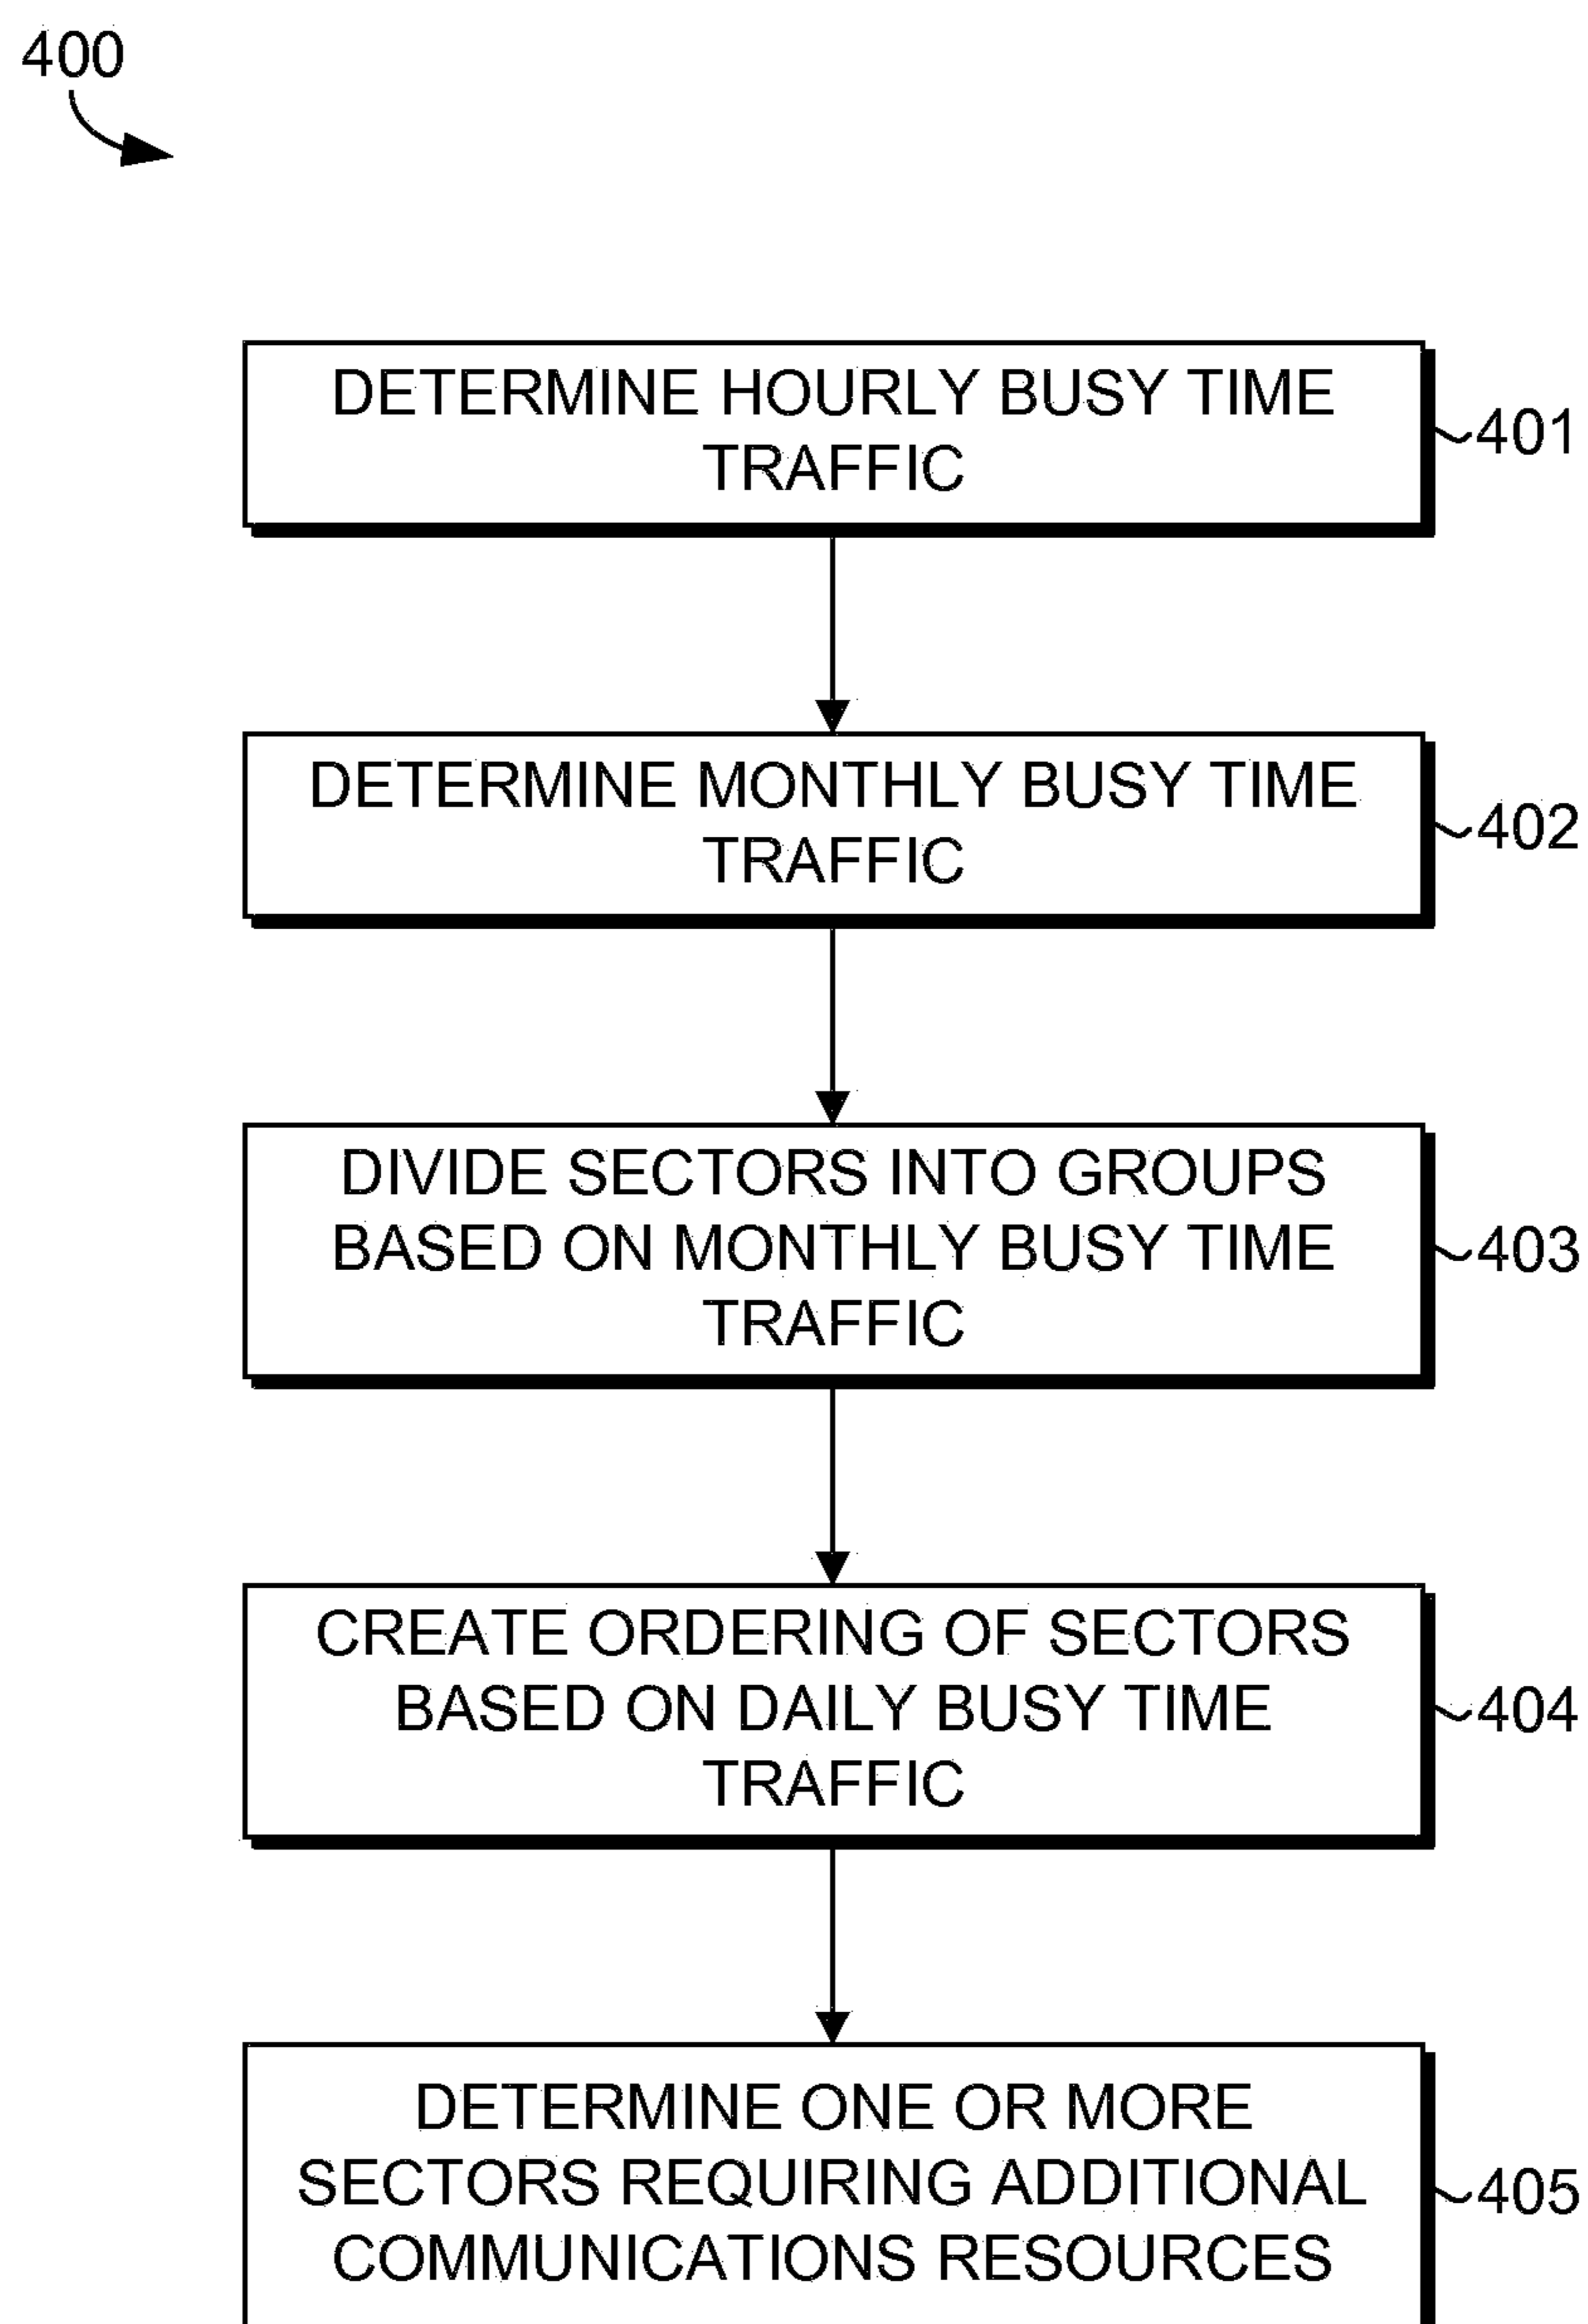 400
DETERMINE HOURLY BUSY TIME
TRAFFIC
401
DETERMINE MONTHLY BUSY TIME
TRAFFIC
402
DIVIDE SECTORS INTO GROUPS
BASED ON MONTHLY BUSY TIME
TRAFFIC
403
CREATE ORDERING OF SECTORS
BASED ON DAILY BUSY TIME
TRAFFIC
404
DETERMINE ONE OR MORE
SECTORS REQUIRING ADDITIONAL
COMMUNICATIONS RESOURCES
405